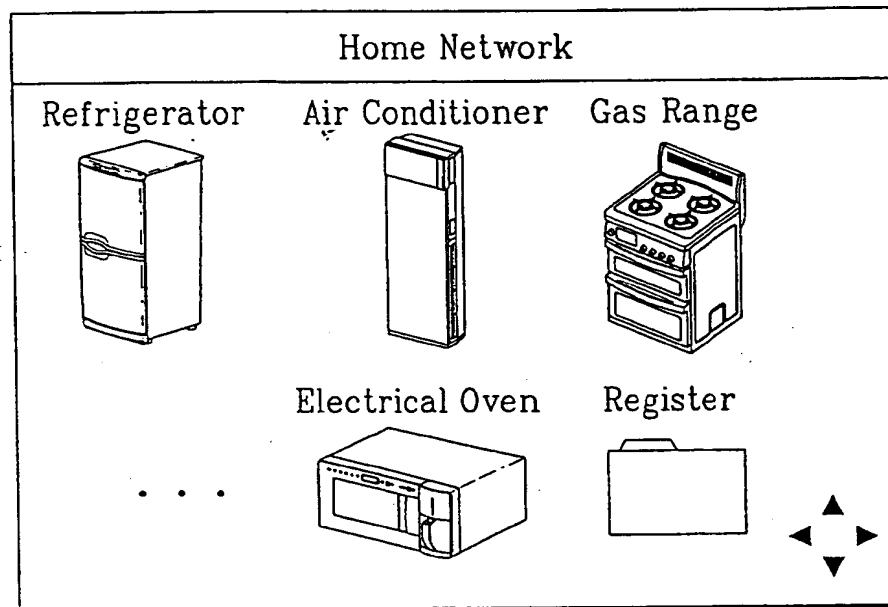 Home Network
Refrigerator Air Conditioner Gas Range
Electrical Oven Register
. . .